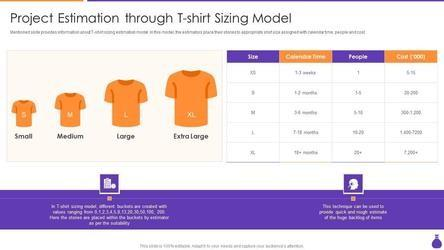 Project Estimation through T-shirt Sizing Model
Mentioned slide provides information about T-shirt sizing estimation model. In this model, the estimators place their stories to appropriate shirt size assigned with calendar time, people and cost.
S
M
L
XL
Small
Medium
Large
Extra Large
Size Calendar Time People Cost ('000)
XS 1-3 weeks 1 5-15
S 1-2 months 1-5 20-200
M 3-6 months 5-10 300-1,200
L 7-18 months 10-20 1,400-7200
XL 18+ months 20+ 7,200+
In T-shirt sizing model, different buckets are created with
values ranging from 0,1,2,3,4,5,8,13,20,30,50,100, 200.
Here the stories are placed within the buckets by estimator
as per the suitability
This technique can be used to
provide quick and rough estimate
of the huge backlog of items
This slide is 100% editable. Adapt it to your needs and capture your audience's attention.